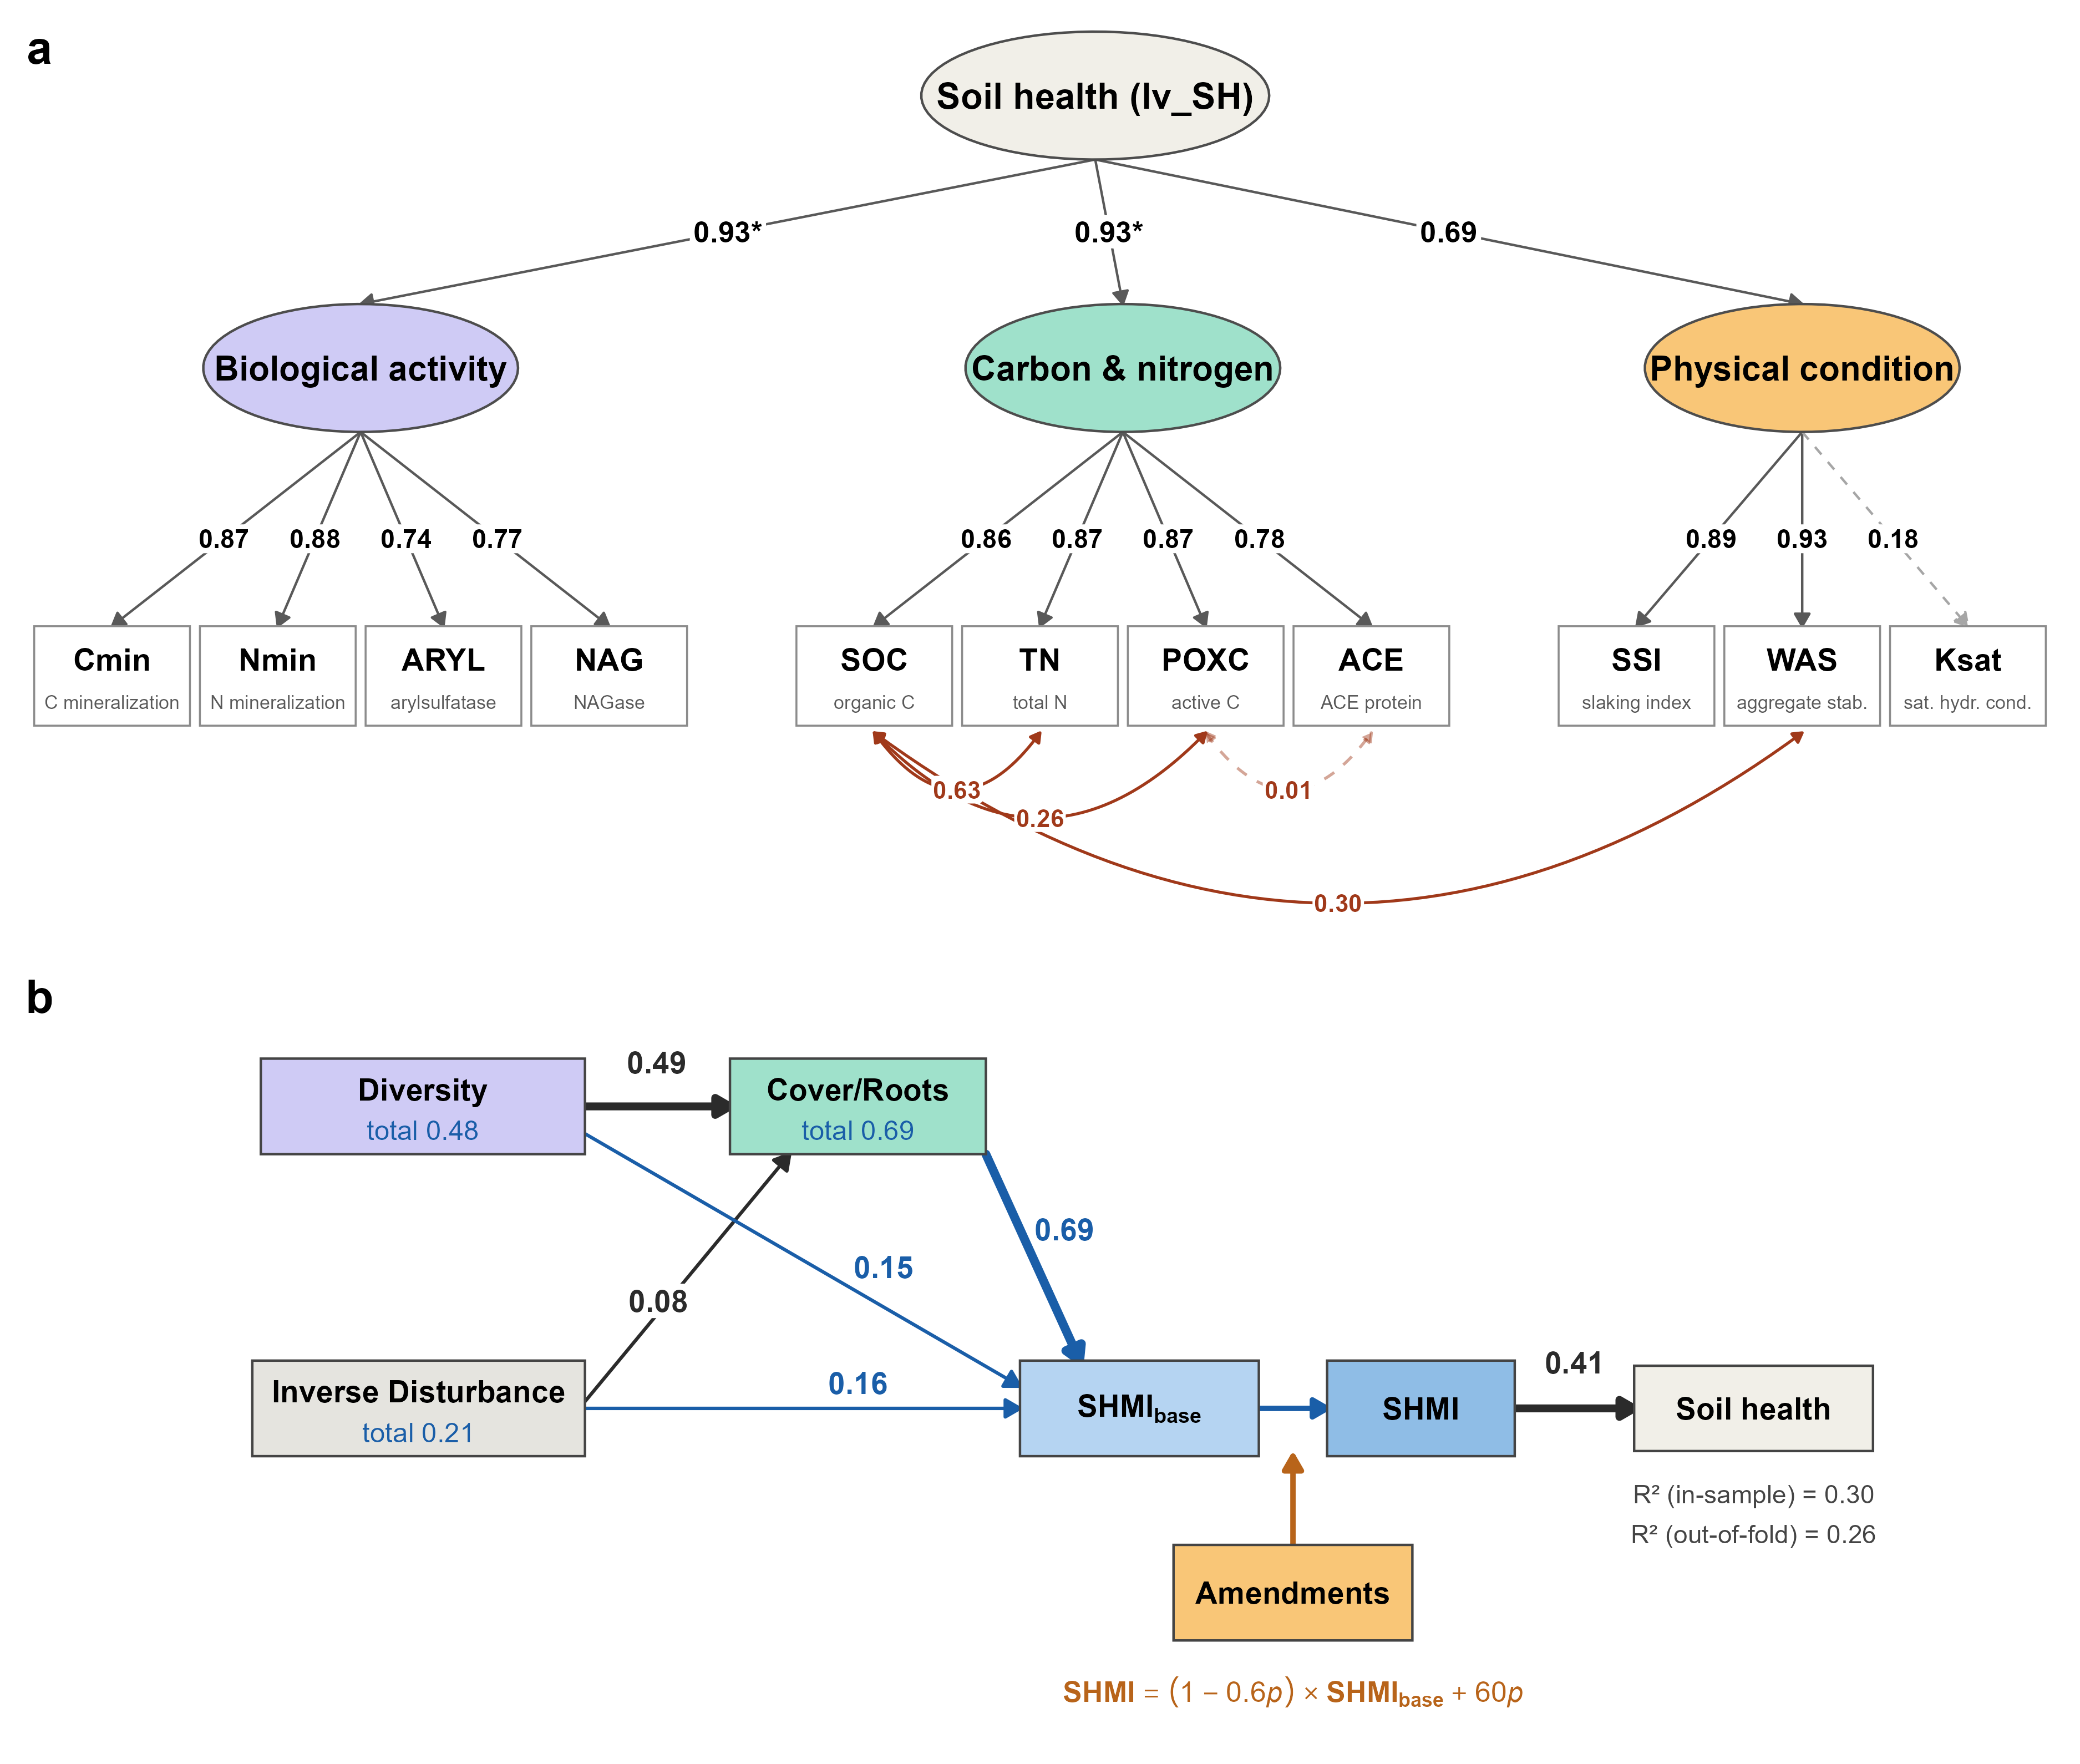 a
Soil health (lv_SH)
0.93*
0.93*
0.69
Biological activity
Carbon & nitrogen
Physical condition
0.87
0.88
0.74
0.77
0.86
0.87
0.87
0.78
0.89
0.93
0.18
Cmin
C mineralization
Nmin
N mineralization
ARYL
arylsulfatase
NAG
NAGase
SOC
organic C
TN
total N
POXC
active C
ACE
ACE protein
SSI
slaking index
WAS
aggregate stab.
Ksat
sat. hydr. cond.
0.63
0.26
0.01
0.30
b
Diversity
total 0.48
0.49
Cover/Roots
total 0.69
0.69
0.15
0.08
Inverse Disturbance
total 0.21
0.16
SHMIbase
SHMI
0.41
Soil health
R² (in-sample) = 0.30
R² (out-of-fold) = 0.26
Amendments
SHMI = (1 − 0.6p) × SHMIbase + 60p